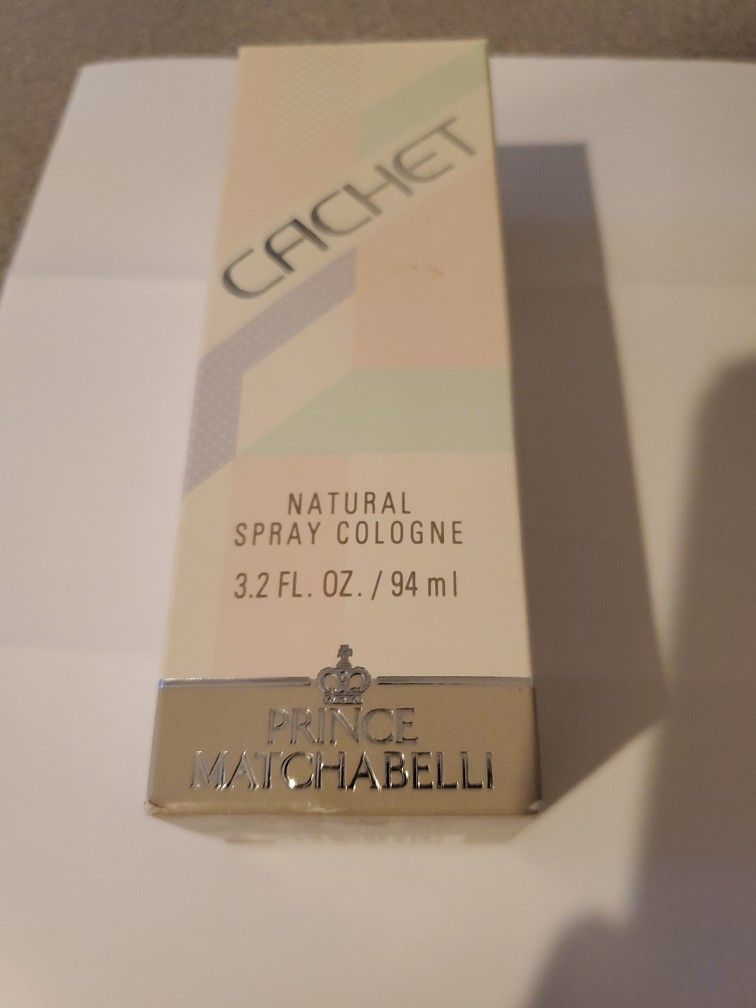 CACHET
NATURAL
SPRAY COLOGNE
3.2 FL. OZ. / 94 ml
PRINCE
MATCHABELLI